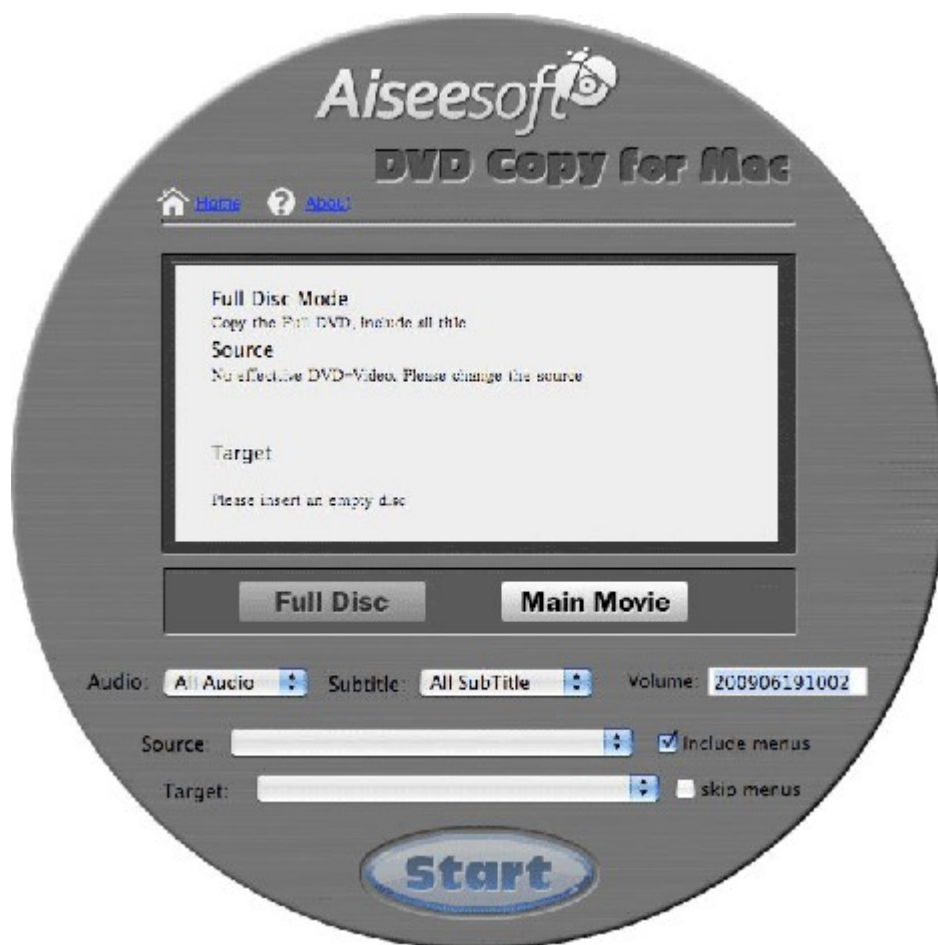 Aiseesoft
DVD Copy for Mac
Home About
Full Disc Mode
Copy the Full DVD, include all title
Source
No effective DVD-Video. Please change the source
Target
Please insert an empty disc
Full Disc Main Movie
Audio: All Audio Subtitle: All SubTitle Volume: 200906191002
Source: Include menus
Target: skip menus
Start